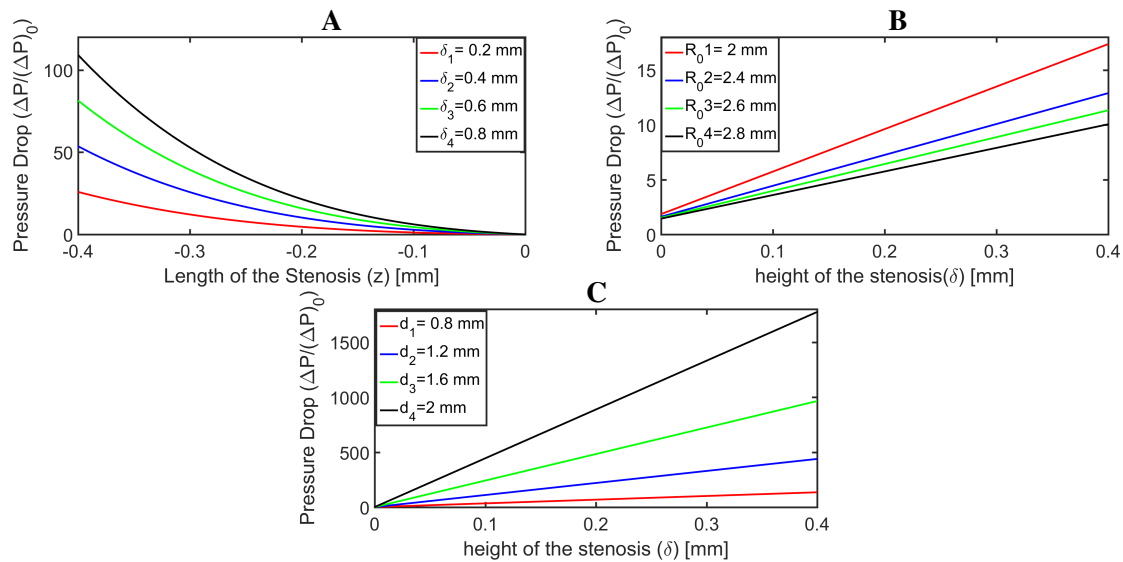 A
Pressure Drop (ΔP/(ΔP)₀)
100
50
0
-0.4
-0.3
-0.2
-0.1
0
Length of the Stenosis (z) [mm]
δ₁= 0.2 mm
δ₂=0.4 mm
δ₃=0.6 mm
δ₄=0.8 mm
B
Pressure Drop (ΔP/(ΔP)₀)
15
10
5
0
0
0.1
0.2
0.3
0.4
height of the stenosis(δ) [mm]
R₀1= 2 mm
R₀2=2.4 mm
R₀3=2.6 mm
R₀4=2.8 mm
C
Pressure Drop (ΔP/(ΔP)₀)
1500
1000
500
0
0
0.1
0.2
0.3
0.4
height of the stenosis (δ) [mm]
d₁= 0.8 mm
d₂=1.2 mm
d₃=1.6 mm
d₄=2 mm